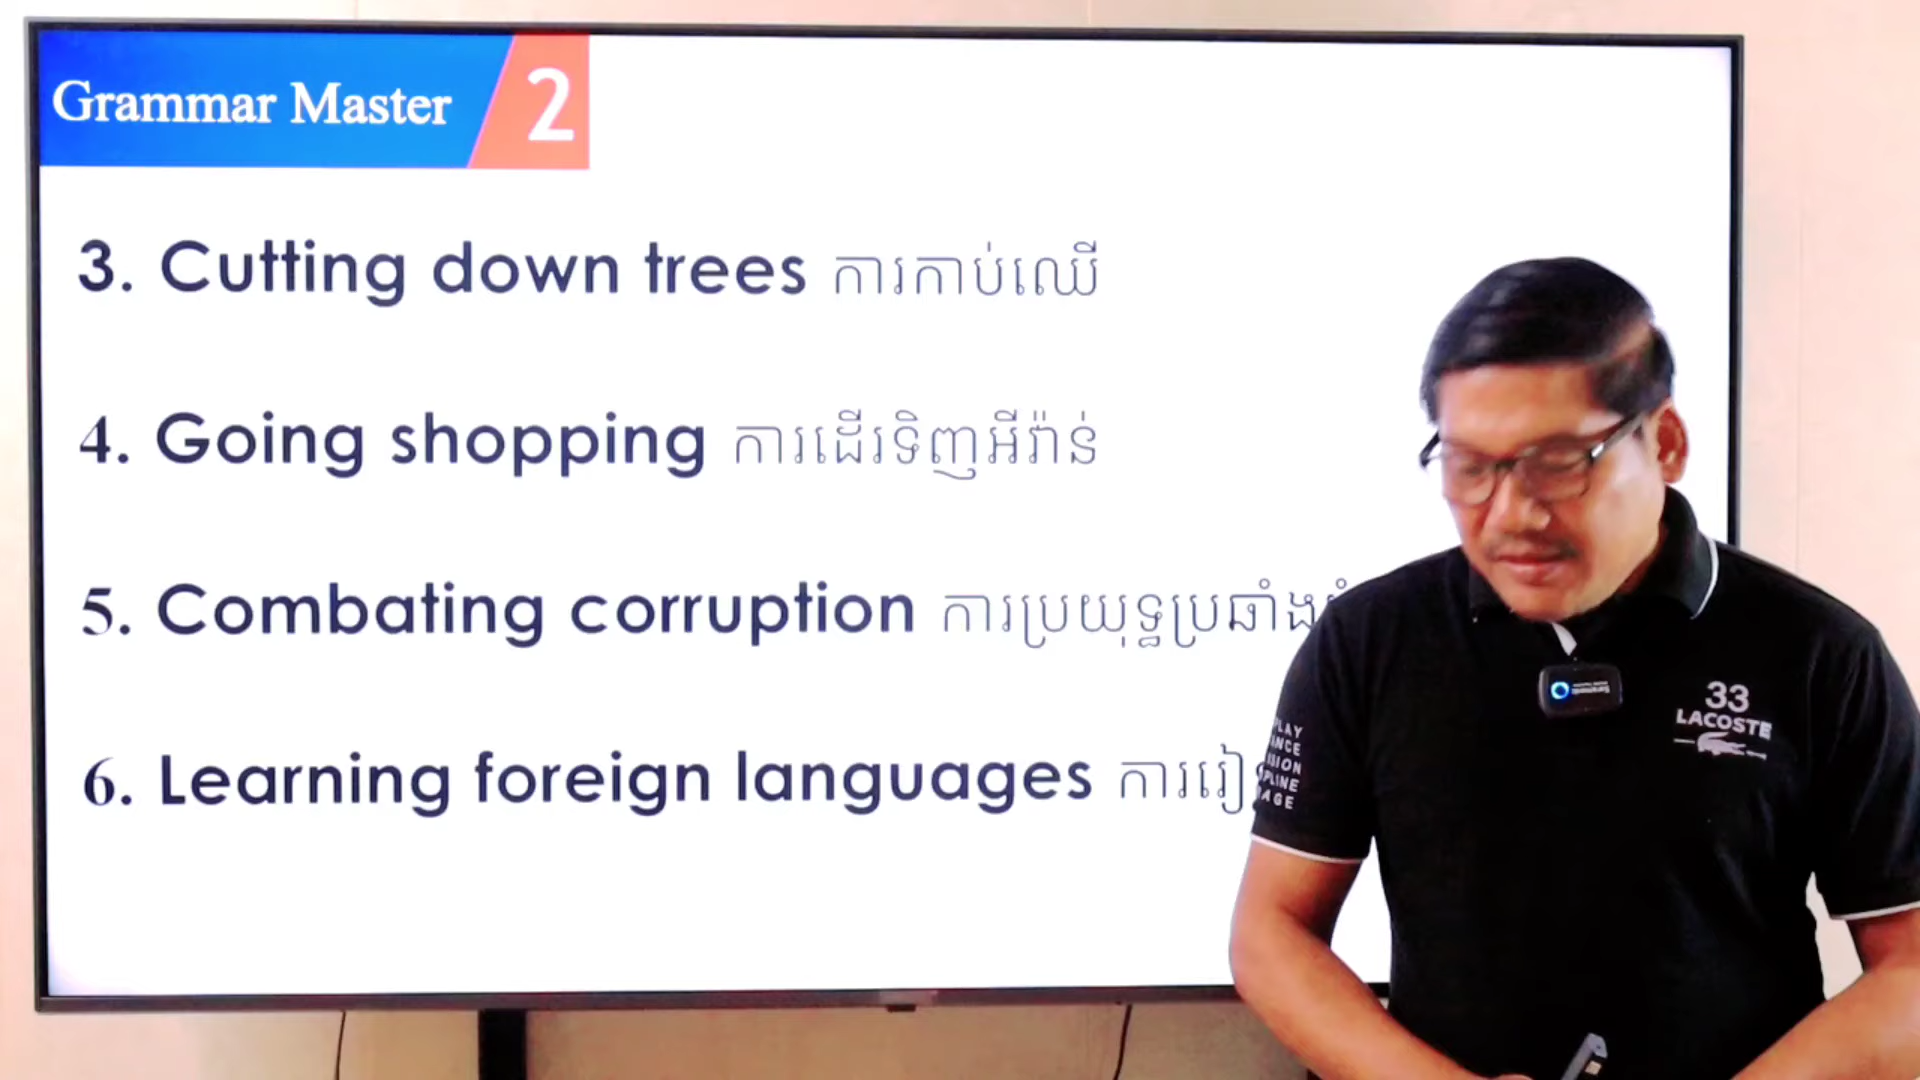 Grammar Master 2
3. Cutting down trees ការកាប់ឈើ
4. Going shopping ការដើរទិញអីវ៉ាន់
5. Combating corruption ការប្រយុទ្ធប្រឆាំង
6. Learning foreign languages ការរៀន
33
LACOSTE